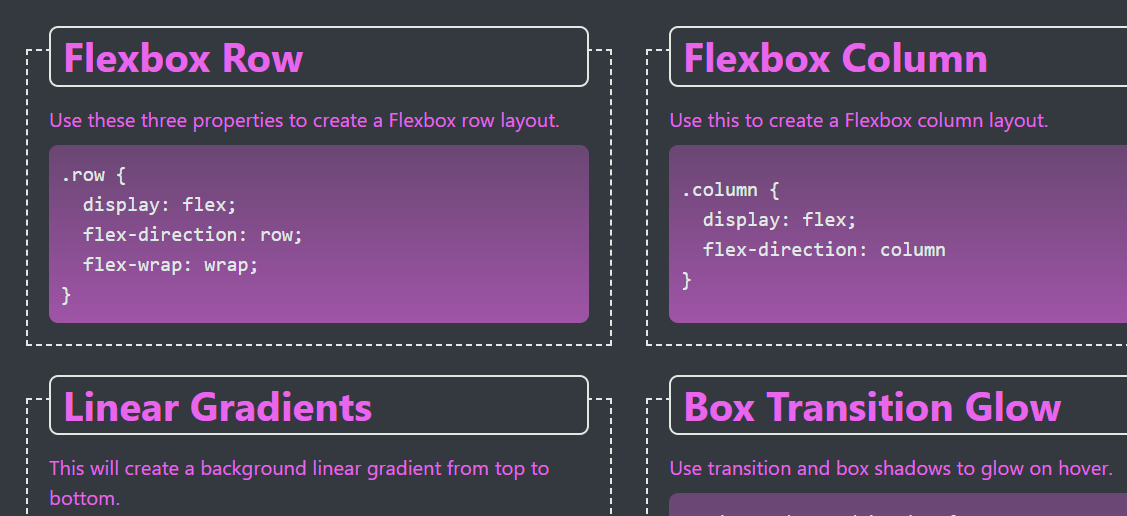 Flexbox Row
Use these three properties to create a Flexbox row layout.
.row {
  display: flex;
  flex-direction: row;
  flex-wrap: wrap;
}
Flexbox Column
Use this to create a Flexbox column layout.
.column {
  display: flex;
  flex-direction: column
}
Linear Gradients
This will create a background linear gradient from top to
bottom.
Box Transition Glow
Use transition and box shadows to glow on hover.